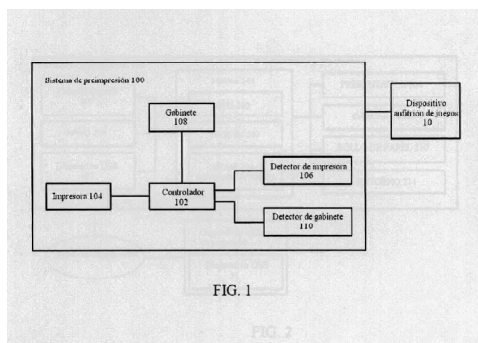 Sistema de preimpresión 100
Gabinete
108
Dispositivo
anfitrión de juegos
10
Detector de impresora
106
Impresora 104
Controlador
102
Detector de gabinete
110
FIG. 1
FIG. 2